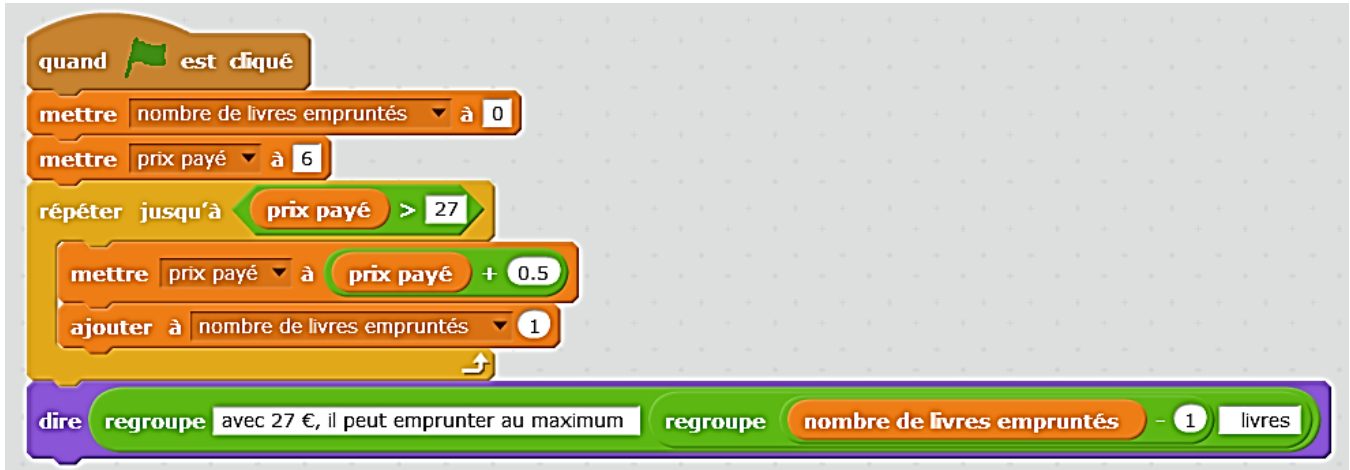 quand est cliqué
mettre nombre de livres empruntés à 0
mettre prix payé à 6
répéter jusqu'à prix payé > 27
mettre prix payé à prix payé + 0.5
ajouter à nombre de livres empruntés 1
dire regroupe avec 27 €, il peut emprunter au maximum regroupe nombre de livres empruntés - 1 livres